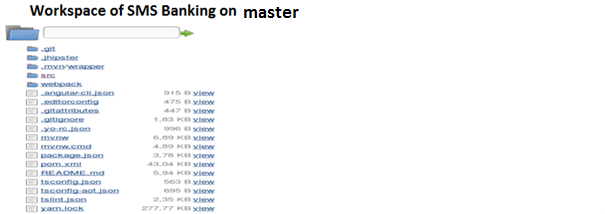 Workspace of SMS Banking on master
.git
.jhipster
.mvn/wrapper
src
webpack
.angular-cli.json 915 B view
.editorconfig 475 B view
.gitattributes 447 B view
.gitignore 1,83 KB view
.yo-rc.json 996 B view
mvnw 6,89 KB view
mvnw.cmd 4,89 KB view
package.json 3,78 KB view
pom.xml 43,04 KB view
README.md 5,94 KB view
tsconfig.json 563 B view
tsconfig-aot.json 695 B view
tslint.json 2,35 KB view
yarn.lock 277,77 KB view